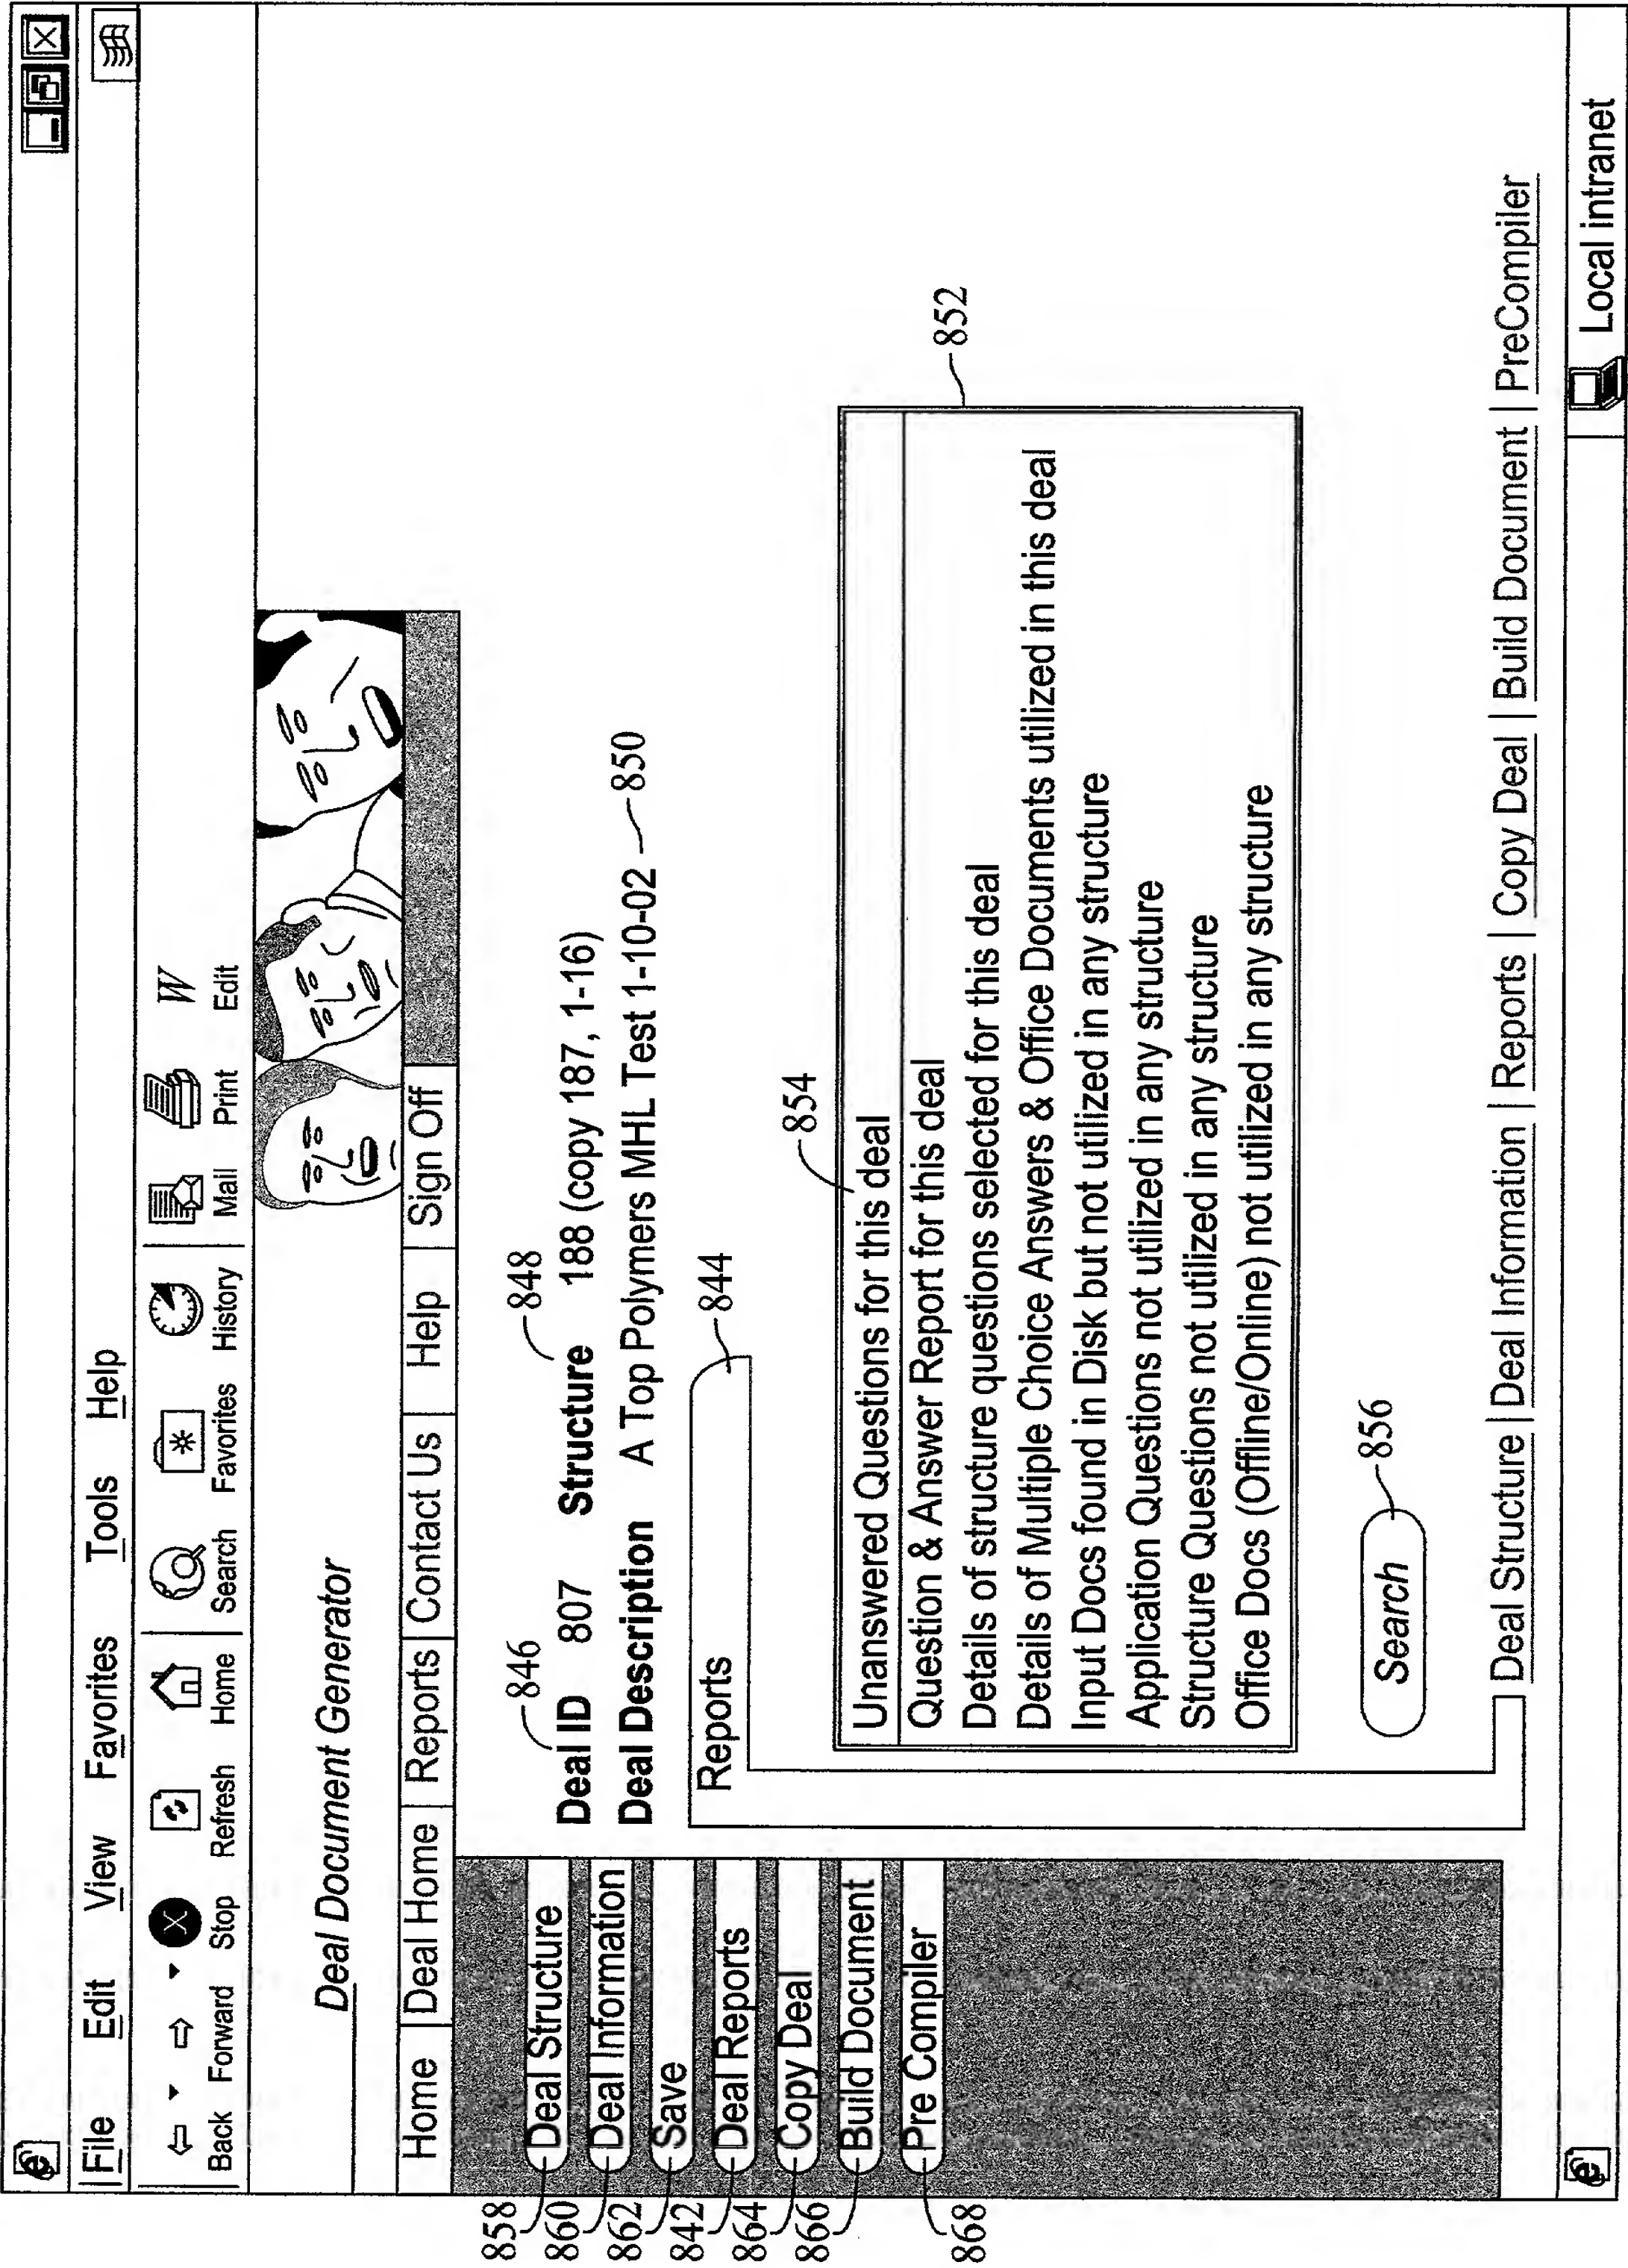 File Edit View Favorites Tools Help
Back Forward Stop Refresh Home Search Favorites History Mail Print Edit
W
Deal Document Generator
Home Deal Home Reports Contact Us Help Sign Off
858 Deal Structure
860 Deal Information
862 Save
842 Deal Reports
864 Copy Deal
866 Build Document
868 Pre Compiler
846 848
Deal ID 807 Structure 188 (copy 187, 1-16)
Deal Description A Top Polymers MHL Test 1-10-02 850
Reports 844
854
Unanswered Questions for this deal
Question & Answer Report for this deal
Details of structure questions selected for this deal
852
Details of Multiple Choice Answers & Office Documents utilized in this deal
Input Docs found in Disk but not utilized in any structure
Application Questions not utilized in any structure
Structure Questions not utilized in any structure
Office Docs (Offline/Online) not utilized in any structure
Search 856
Deal Structure | Deal Information | Reports | Copy Deal | Build Document | PreCompiler
Local intranet